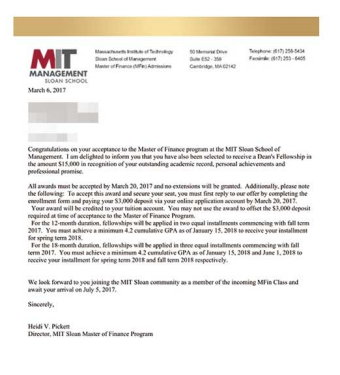 MIT
MANAGEMENT
SLOAN SCHOOL
Massachusetts Institute of Technology
Sloan School of Management
Master of Finance (MFin) Admissions
50 Memorial Drive
Suite E52 - 359
Cambridge, MA 02142
Telephone: (617) 258-5434
Facsimile: (617) 253 - 6405
March 6, 2017
Congratulations on your acceptance to the Master of Finance program at the MIT Sloan School of
Management. I am delighted to inform you that you have also been selected to receive a Dean's Fellowship in
the amount $15,000 in recognition of your outstanding academic record, personal achievements and
professional promise.
All awards must be accepted by March 20, 2017 and no extensions will be granted. Additionally, please note
the following: To accept this award and secure your seat, you must first reply to our offer by completing the
enrollment form and paying your $3,000 deposit via your online application account by March 20, 2017.
Your award will be credited to your tuition account. You may not use the award to offset the $3,000 deposit
required at time of acceptance to the Master of Finance Program.
For the 12-month duration, fellowships will be applied in two equal installments commencing with fall term
2017. You must achieve a minimum 4.2 cumulative GPA as of January 15, 2018 to receive your installment
for spring term 2018.
For the 18-month duration, fellowships will be applied in three equal installments commencing with fall
term 2017. You must achieve a minimum 4.2 cumulative GPA as of January 15, 2018 and June 1, 2018 to
receive your installment for spring term 2018 and fall term 2018 respectively.
We look forward to you joining the MIT Sloan community as a member of the incoming MFin Class and
await your arrival on July 5, 2017.
Sincerely,
Heidi V. Pickett
Director, MIT Sloan Master of Finance Program